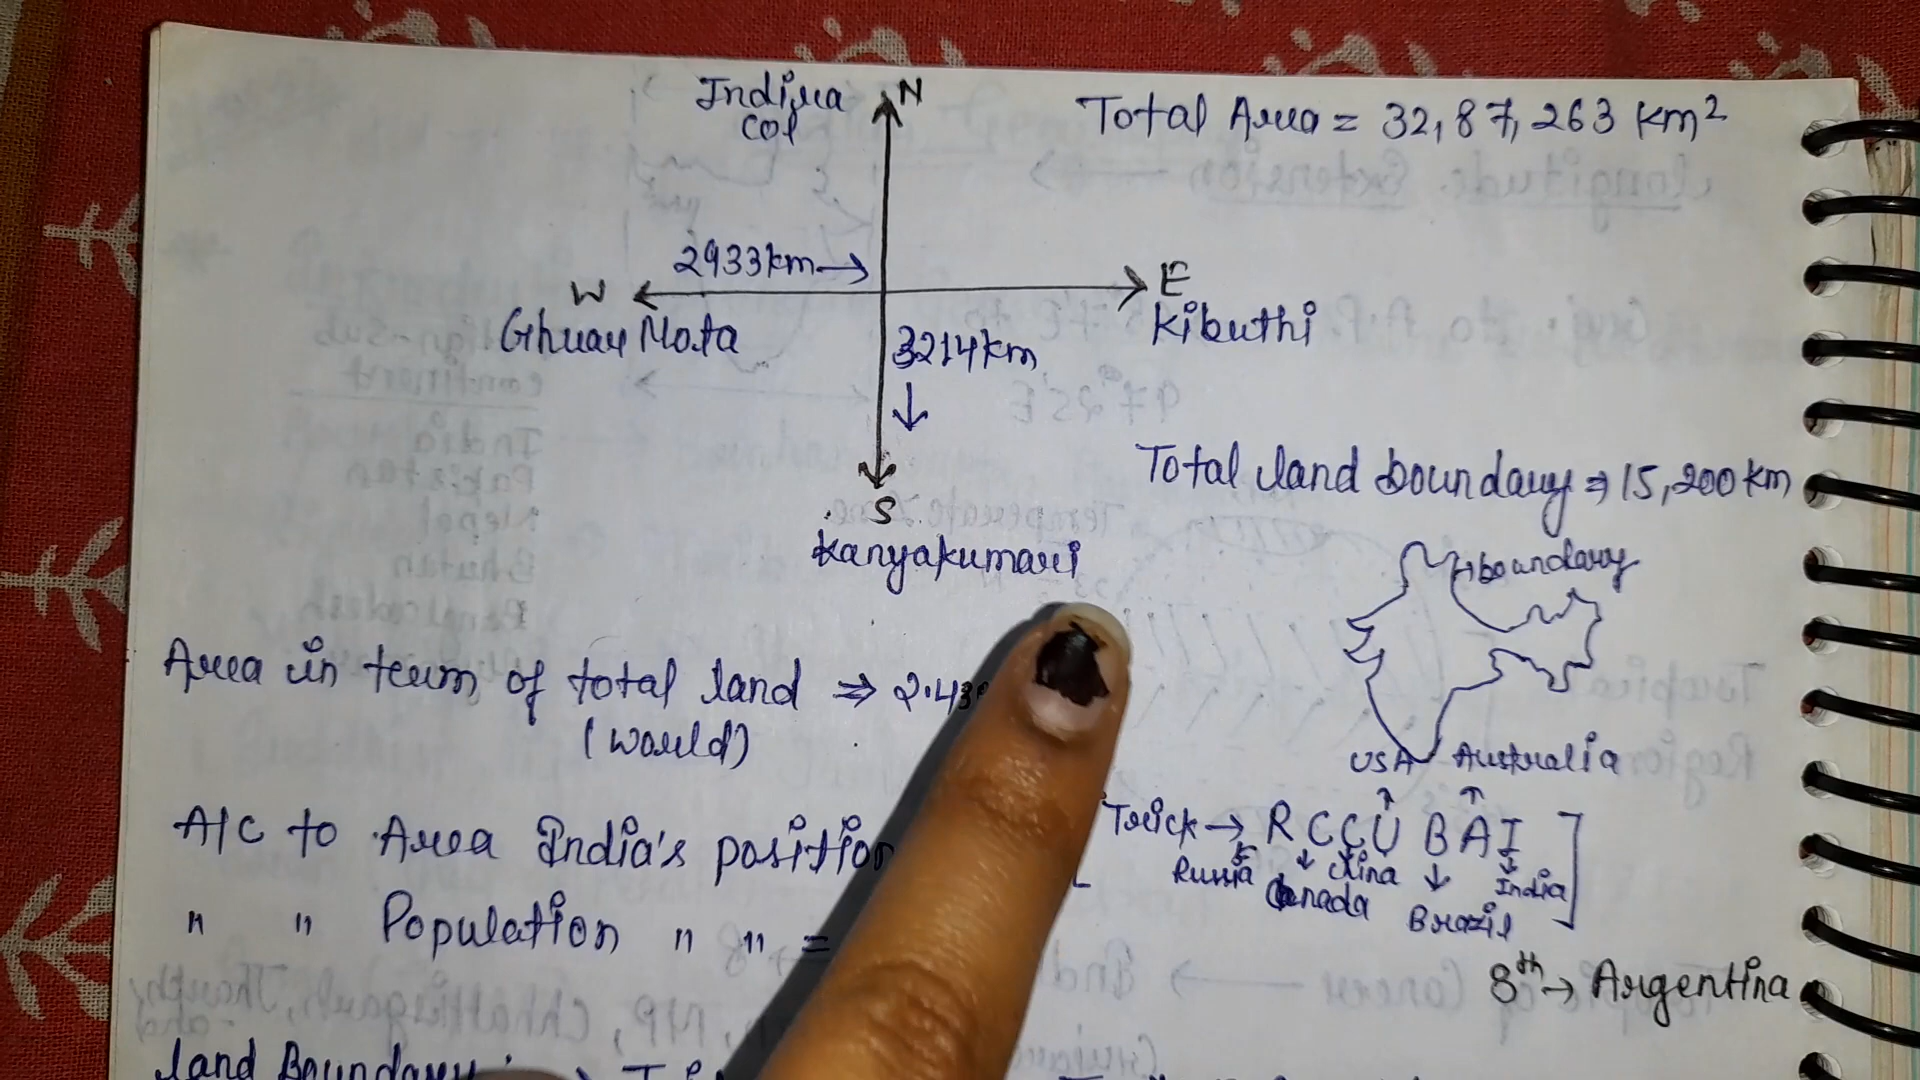 Indira
Col
N
Total Area = 32,87,263 km²
2933km→
W
E
Ghuar Mota
Kibuthi
3214km
↓
Total land boundary ⇒ 15,200 km
S
Kanyakumari
boundary
Area in term of total land ⇒ 2.43
(World)
USA Australia
A/C to Area India's position
Trick → R C C U B A I
Russia Canada China Brazil India
" " Population " " =
8th → Argentina
land Boundary